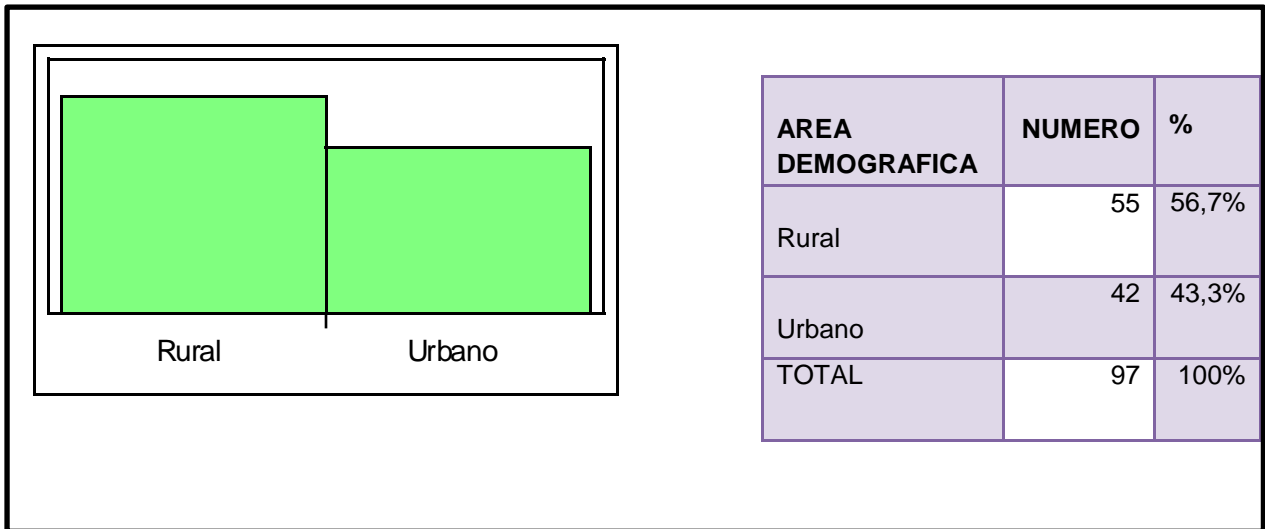 Rural Urbano
AREA DEMOGRAFICA NUMERO %
Rural 55 56,7%
Urbano 42 43,3%
TOTAL 97 100%